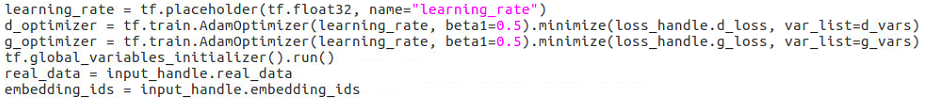 learning_rate = tf.placeholder(tf.float32, name="learning_rate")
d_optimizer = tf.train.AdamOptimizer(learning_rate, beta1=0.5).minimize(loss_handle.d_loss, var_list=d_vars)
g_optimizer = tf.train.AdamOptimizer(learning_rate, beta1=0.5).minimize(loss_handle.g_loss, var_list=g_vars)
tf.global_variables_initializer().run()
real_data = input_handle.real_data
embedding_ids = input_handle.embedding_ids